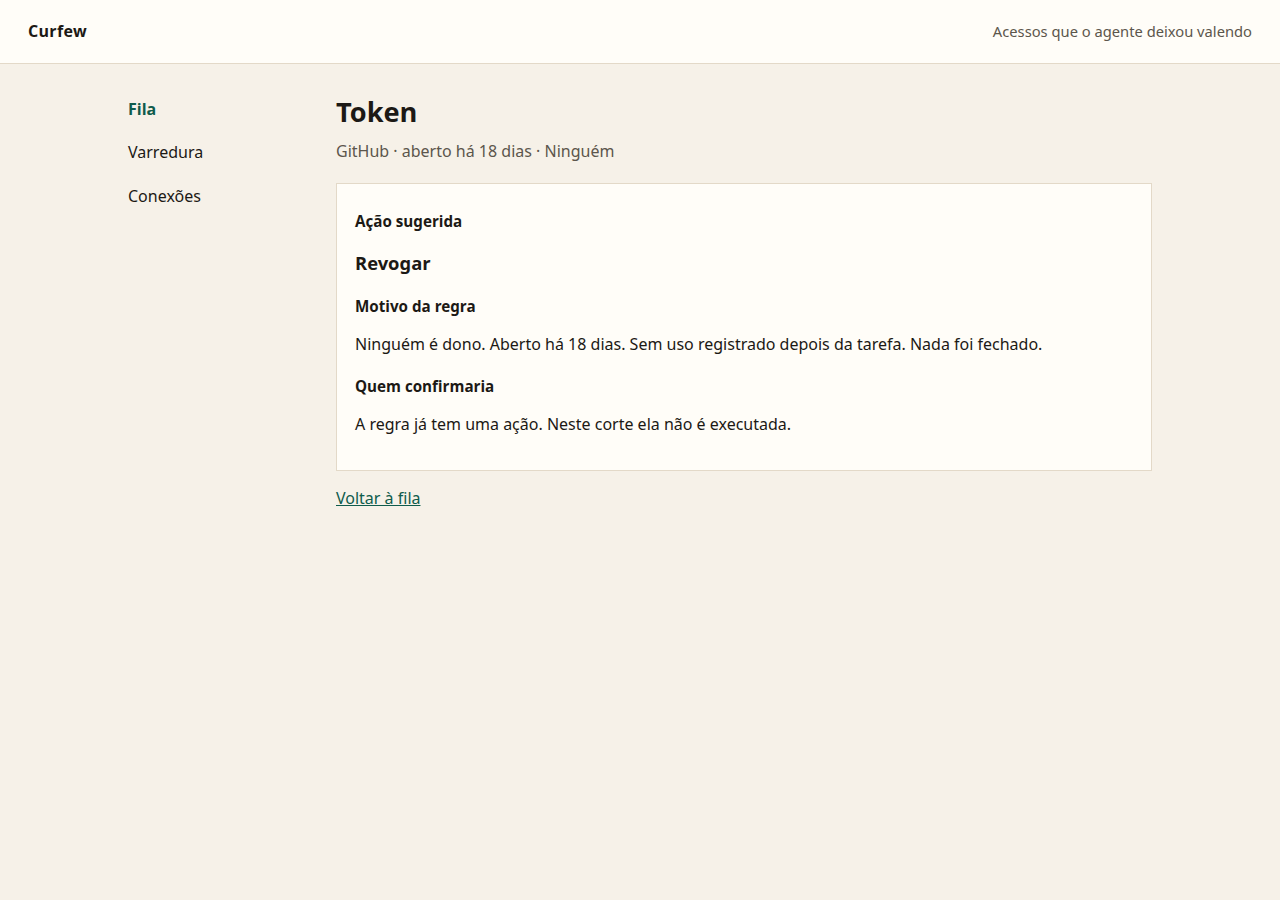 Curfew
Acessos que o agente deixou valendo
Fila
Varredura
Conexões
Token
GitHub · aberto há 18 dias · Ninguém
Ação sugerida
Revogar
Motivo da regra
Ninguém é dono. Aberto há 18 dias. Sem uso registrado depois da tarefa. Nada foi fechado.
Quem confirmaria
A regra já tem uma ação. Neste corte ela não é executada.
Voltar à fila